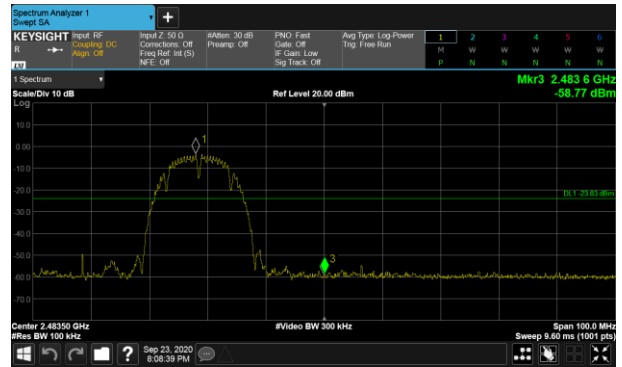 Spectrum Analyzer 1
Swept SA
+
KEYSIGHT
R
LXI
Input: RF
Coupling: DC
Align: Off
Input Z: 50 Ω
Corrections: Off
Freq Ref: Int (S)
NFE: Off
#Atten: 30 dB
Preamp: Off
PNO: Fast
Gate: Off
IF Gain: Low
Sig Track: Off
Avg Type: Log-Power
Trig: Free Run
1 2 3 4 5 6
M W W W W W
P N N N N N
1 Spectrum
Mkr3 2.483 6 GHz
Scale/Div 10 dB
Ref Level 20.00 dBm
-58.77 dBm
Log
10.0
1
0.00
-10.0
-20.0
DL1 -23.83 dBm
-30.0
-40.0
-50.0
3
-60.0
-70.0
Center 2.48350 GHz
#Video BW 300 kHz
Span 100.0 MHz
#Res BW 100 kHz
Sweep 9.60 ms (1001 pts)
?
Sep 23, 2020
8:08:39 PM